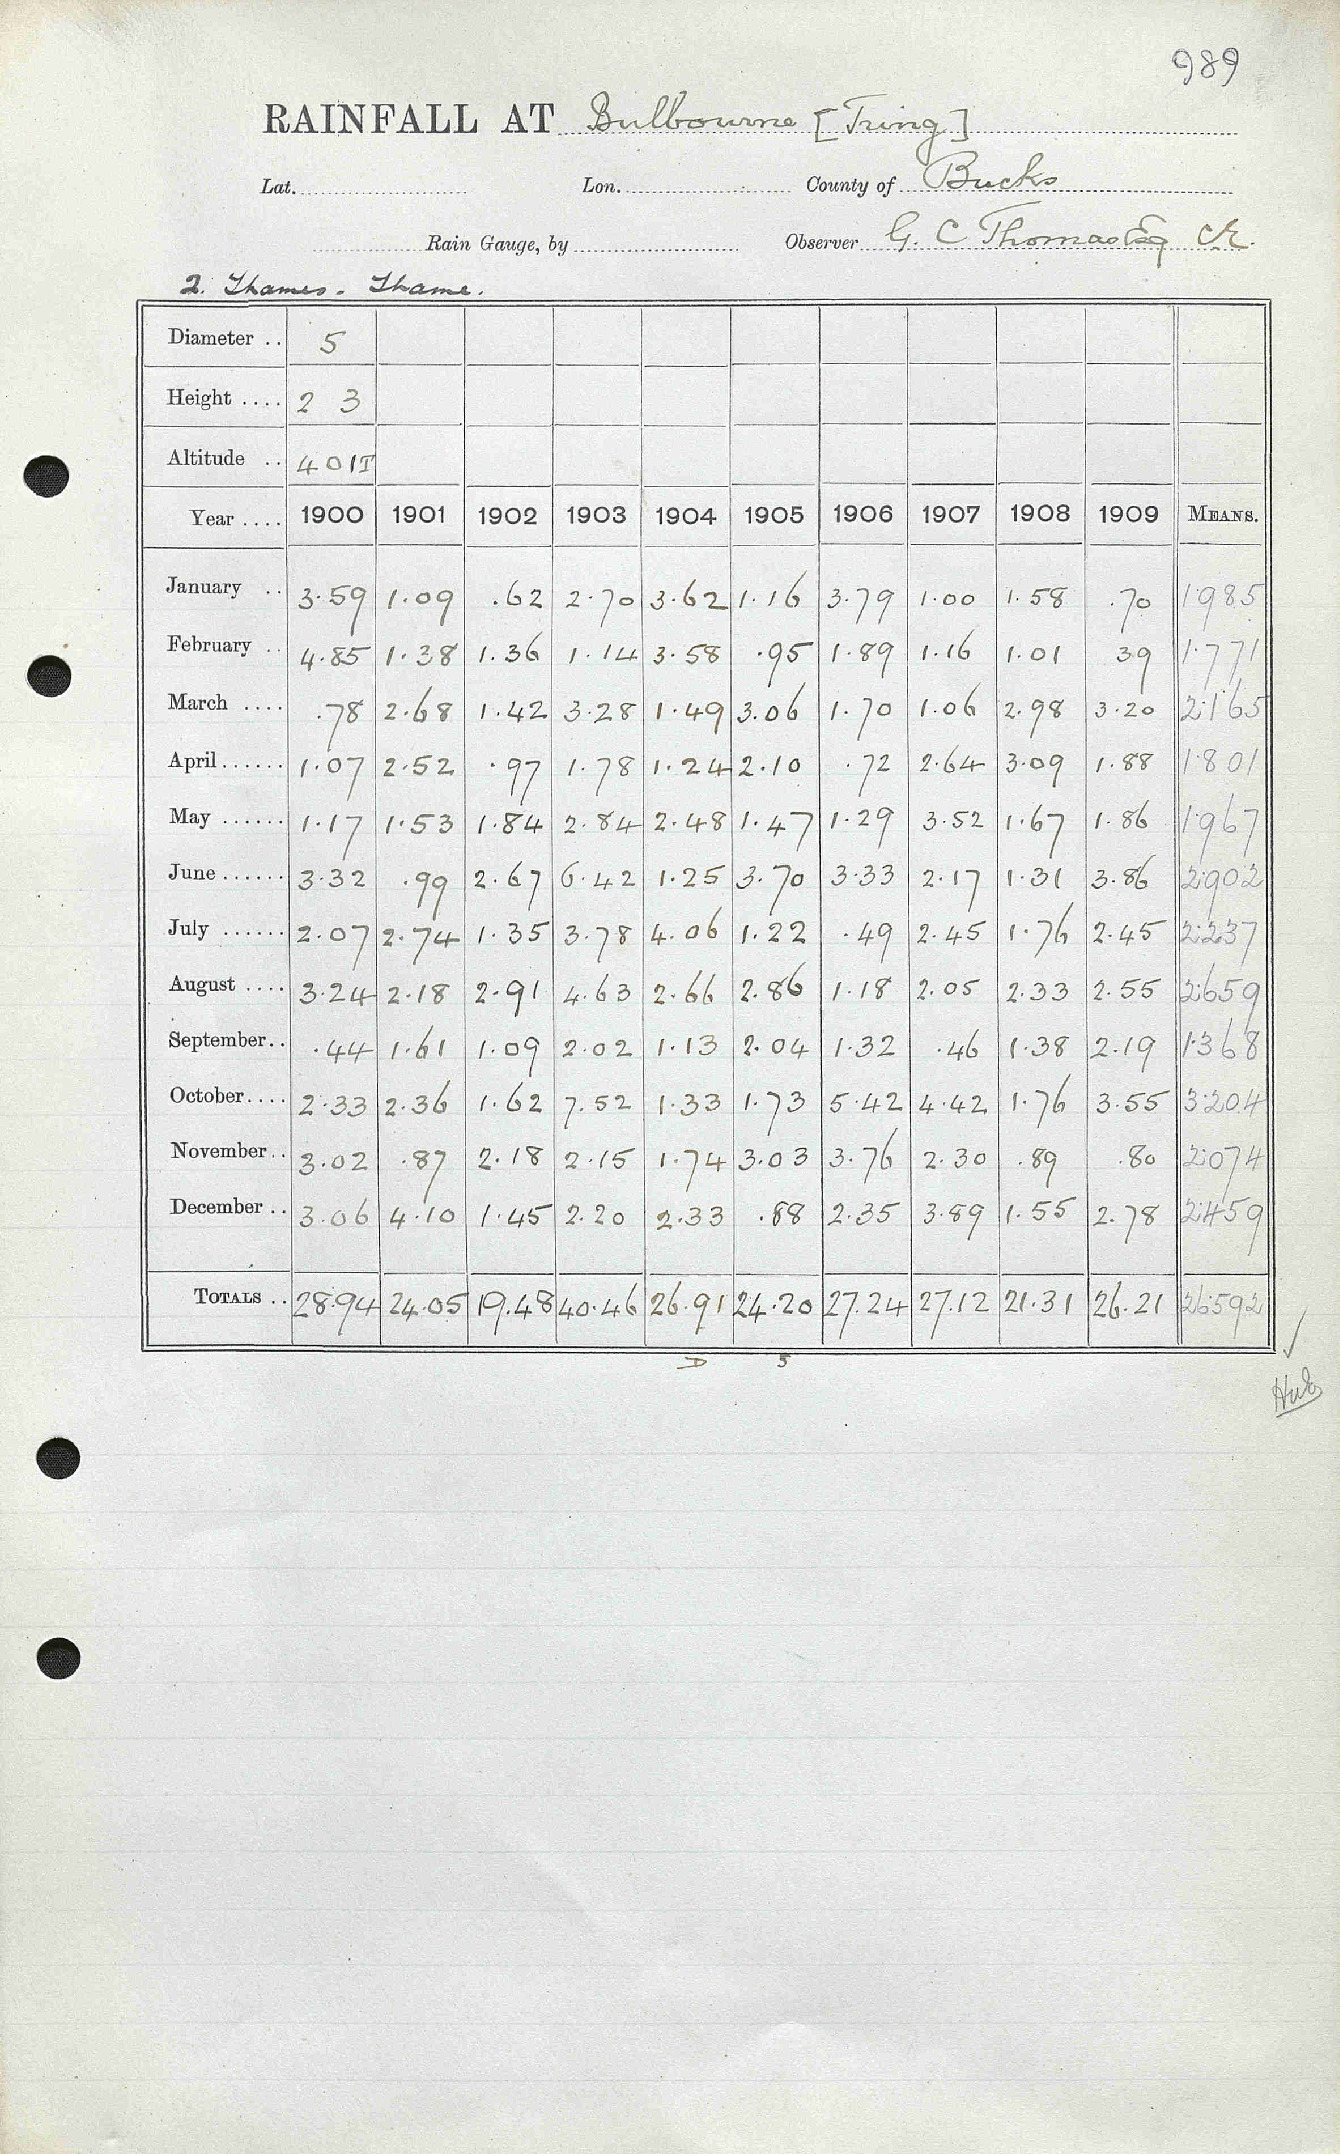 989
RAINFALL AT Bulbourne [Tring]
Lat. Lon. County of Bucks
Rain Gauge, by Observer G. C Thomas Esq CE.
2. Thames - Thame.
Diameter .. 5
Height .... 2 3
Altitude .. 401T
Year .... 1900 1901 1902 1903 1904 1905 1906 1907 1908 1909 MEANS.
January .. 3.59 1.09 .62 2.70 3.62 1.16 3.79 1.00 1.58 .70 1.985
February .. 4.85 1.38 1.36 1.14 3.58 .95 1.89 1.16 1.01 39 1.771
March .... .78 2.68 1.42 3.28 1.49 3.06 1.70 1.06 2.98 3.20 2.165
April ...... 1.07 2.52 .97 1.78 1.24 2.10 .72 2.64 3.09 1.88 1.801
May ...... 1.17 1.53 1.84 2.84 2.48 1.47 1.29 3.52 1.67 1.86 1.967
June ...... 3.32 .99 2.67 6.42 1.25 3.70 3.33 2.17 1.31 3.86 2.902
July ...... 2.07 2.74 1.35 3.78 4.06 1.22 .49 2.45 1.76 2.45 2.237
August .... 3.24 2.18 2.91 4.63 2.66 2.86 1.18 2.05 2.33 2.55 2.659
September.. .44 1.61 1.09 2.02 1.13 2.04 1.32 .46 1.38 2.19 1.368
October.... 2.33 2.36 1.62 7.52 1.33 1.73 5.42 4.42 1.76 3.55 3.204
November.. 3.02 .87 2.18 2.15 1.74 3.03 3.76 2.30 .89 .80 2.074
December .. 3.06 4.10 1.45 2.20 2.33 .88 2.35 3.89 1.55 2.78 2.459
TOTALS .. 28.94 24.05 19.48 40.46 26.91 24.20 27.24 27.12 21.31 26.21 26.592
D 5